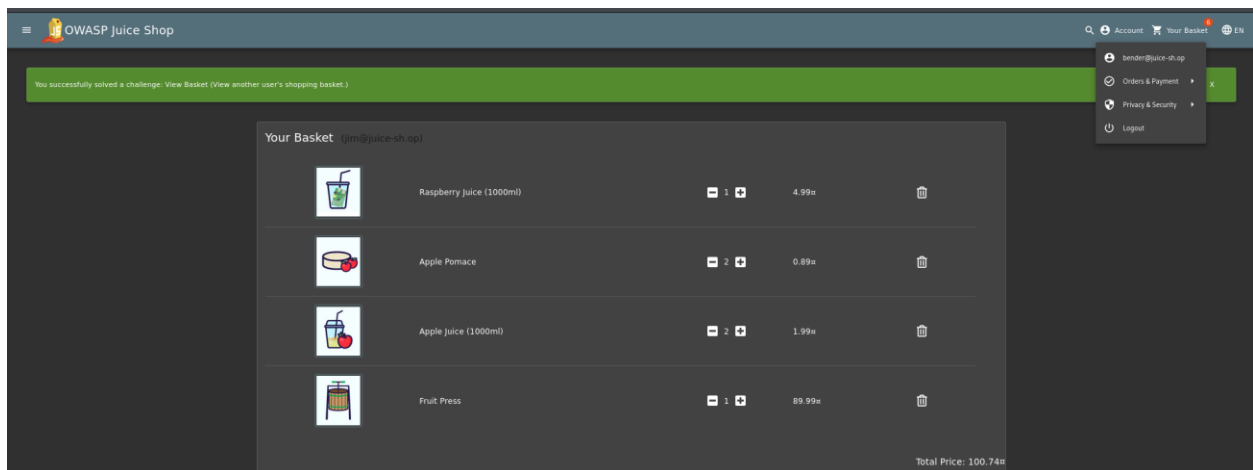 OWASP Juice Shop
Account
Your Basket
6
EN
bender@juice-sh.op
Orders & Payment
Privacy & Security
Logout
You successfully solved a challenge: View Basket (View another user's shopping basket.)
X
Your Basket (jim@juice-sh.op)
Raspberry Juice (1000ml) 1 4.99¤
Apple Pomace 2 0.89¤
Apple Juice (1000ml) 2 1.99¤
Fruit Press 1 89.99¤
Total Price: 100.74¤